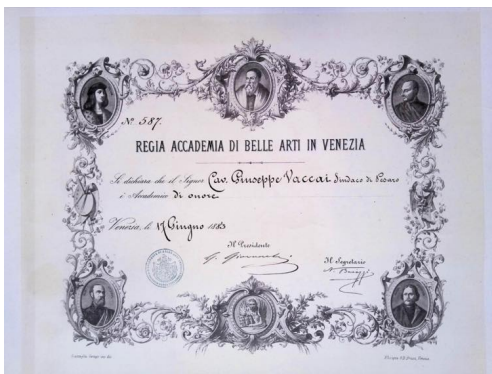 Nº 587.
REGIA ACCADEMIA DI BELLE ARTI IN VENEZIA
Si dichiara che il Signor Cav. Giuseppe Vaccai Sindaco di Pesaro
è Accademico di onore
Venezia, li 17 Giugno 1883
Il Presidente
Il Segretario